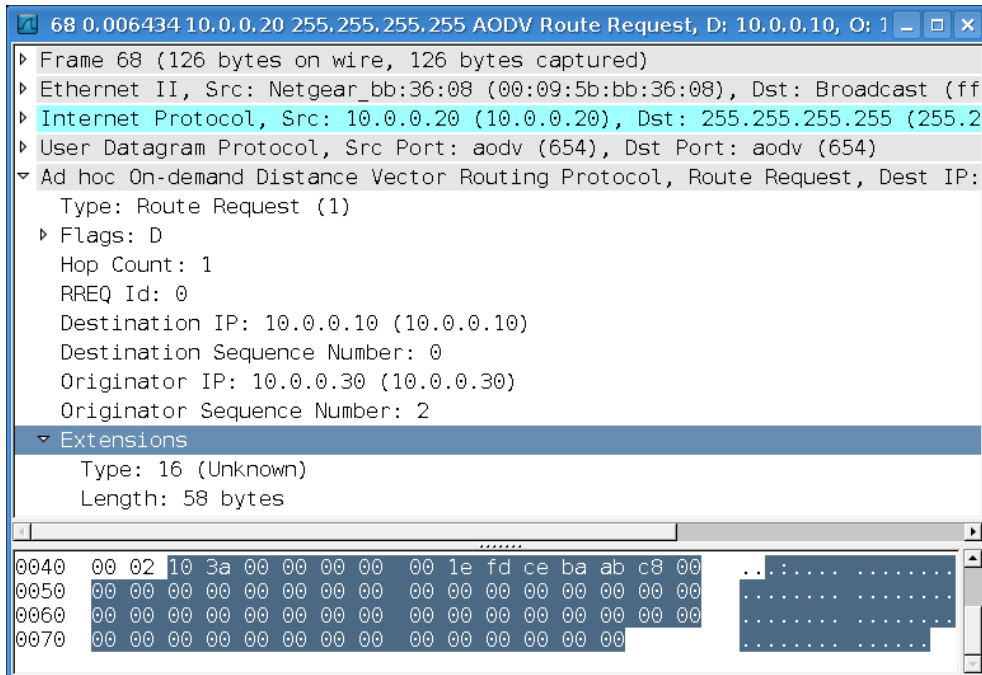 68 0.006434 10.0.0.20 255.255.255.255 AODV Route Request, D: 10.0.0.10, O: 1
Frame 68 (126 bytes on wire, 126 bytes captured)
Ethernet II, Src: Netgear_bb:36:08 (00:09:5b:bb:36:08), Dst: Broadcast (ff
Internet Protocol, Src: 10.0.0.20 (10.0.0.20), Dst: 255.255.255.255 (255.2
User Datagram Protocol, Src Port: aodv (654), Dst Port: aodv (654)
Ad hoc On-demand Distance Vector Routing Protocol, Route Request, Dest IP:
Type: Route Request (1)
Flags: D
Hop Count: 1
RREQ Id: 0
Destination IP: 10.0.0.10 (10.0.0.10)
Destination Sequence Number: 0
Originator IP: 10.0.0.30 (10.0.0.30)
Originator Sequence Number: 2
Extensions
Type: 16 (Unknown)
Length: 58 bytes
0040 00 02 10 3a 00 00 00 00 00 1e fd ce ba ab c8 00 ...:.... ........
0050 00 00 00 00 00 00 00 00 00 00 00 00 00 00 00 00 ........ ........
0060 00 00 00 00 00 00 00 00 00 00 00 00 00 00 00 00 ........ ........
0070 00 00 00 00 00 00 00 00 00 00 00 00 00 00 ........ ......